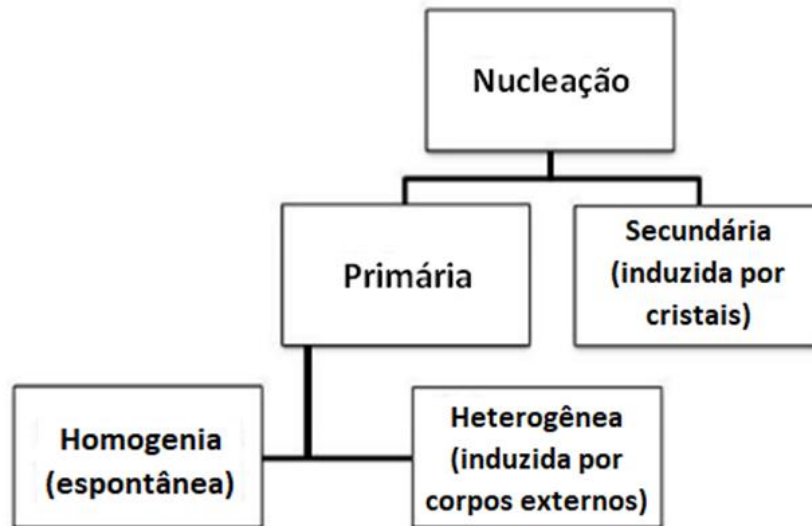 Nucleação
Primária
Secundária
(induzida por
cristais)
Homogenia
(espontânea)
Heterogênea
(induzida por
corpos externos)